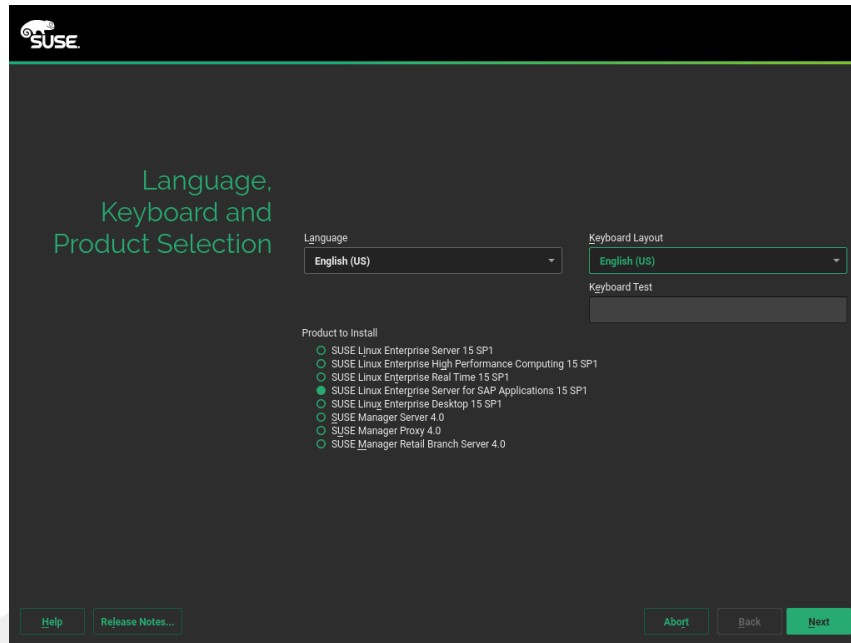 SUSE.
Language,
Keyboard and
Product Selection
Language
English (US)
Keyboard Layout
English (US)
Keyboard Test
Product to Install
SUSE Linux Enterprise Server 15 SP1
SUSE Linux Enterprise High Performance Computing 15 SP1
SUSE Linux Enterprise Real Time 15 SP1
SUSE Linux Enterprise Server for SAP Applications 15 SP1
SUSE Linux Enterprise Desktop 15 SP1
SUSE Manager Server 4.0
SUSE Manager Proxy 4.0
SUSE Manager Retail Branch Server 4.0
Help
Release Notes...
Abort
Back
Next